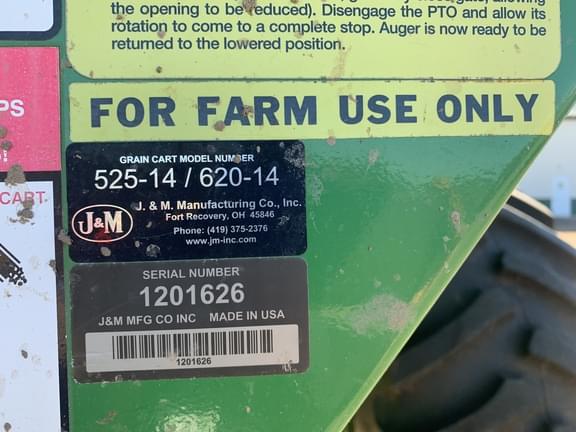 the opening to be reduced). Disengage the PTO and allow its
rotation to come to a complete stop. Auger is now ready to be
returned to the lowered position.
FOR FARM USE ONLY
PS
GRAIN CART MODEL NUMBER
525-14 / 620-14
J&M
J. & M. Manufacturing Co., Inc.
Fort Recovery, OH 45846
Phone: (419) 375-2376
www.jm-inc.com
CART
SERIAL NUMBER
1201626
J&M MFG CO INC MADE IN USA
1201626